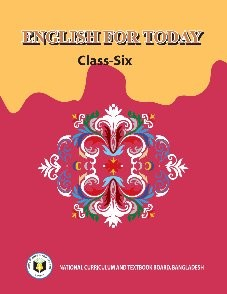 ENGLISH FOR TODAY
Class-Six
NATIONAL CURRICULUM AND TEXTBOOK BOARD, BANGLADESH